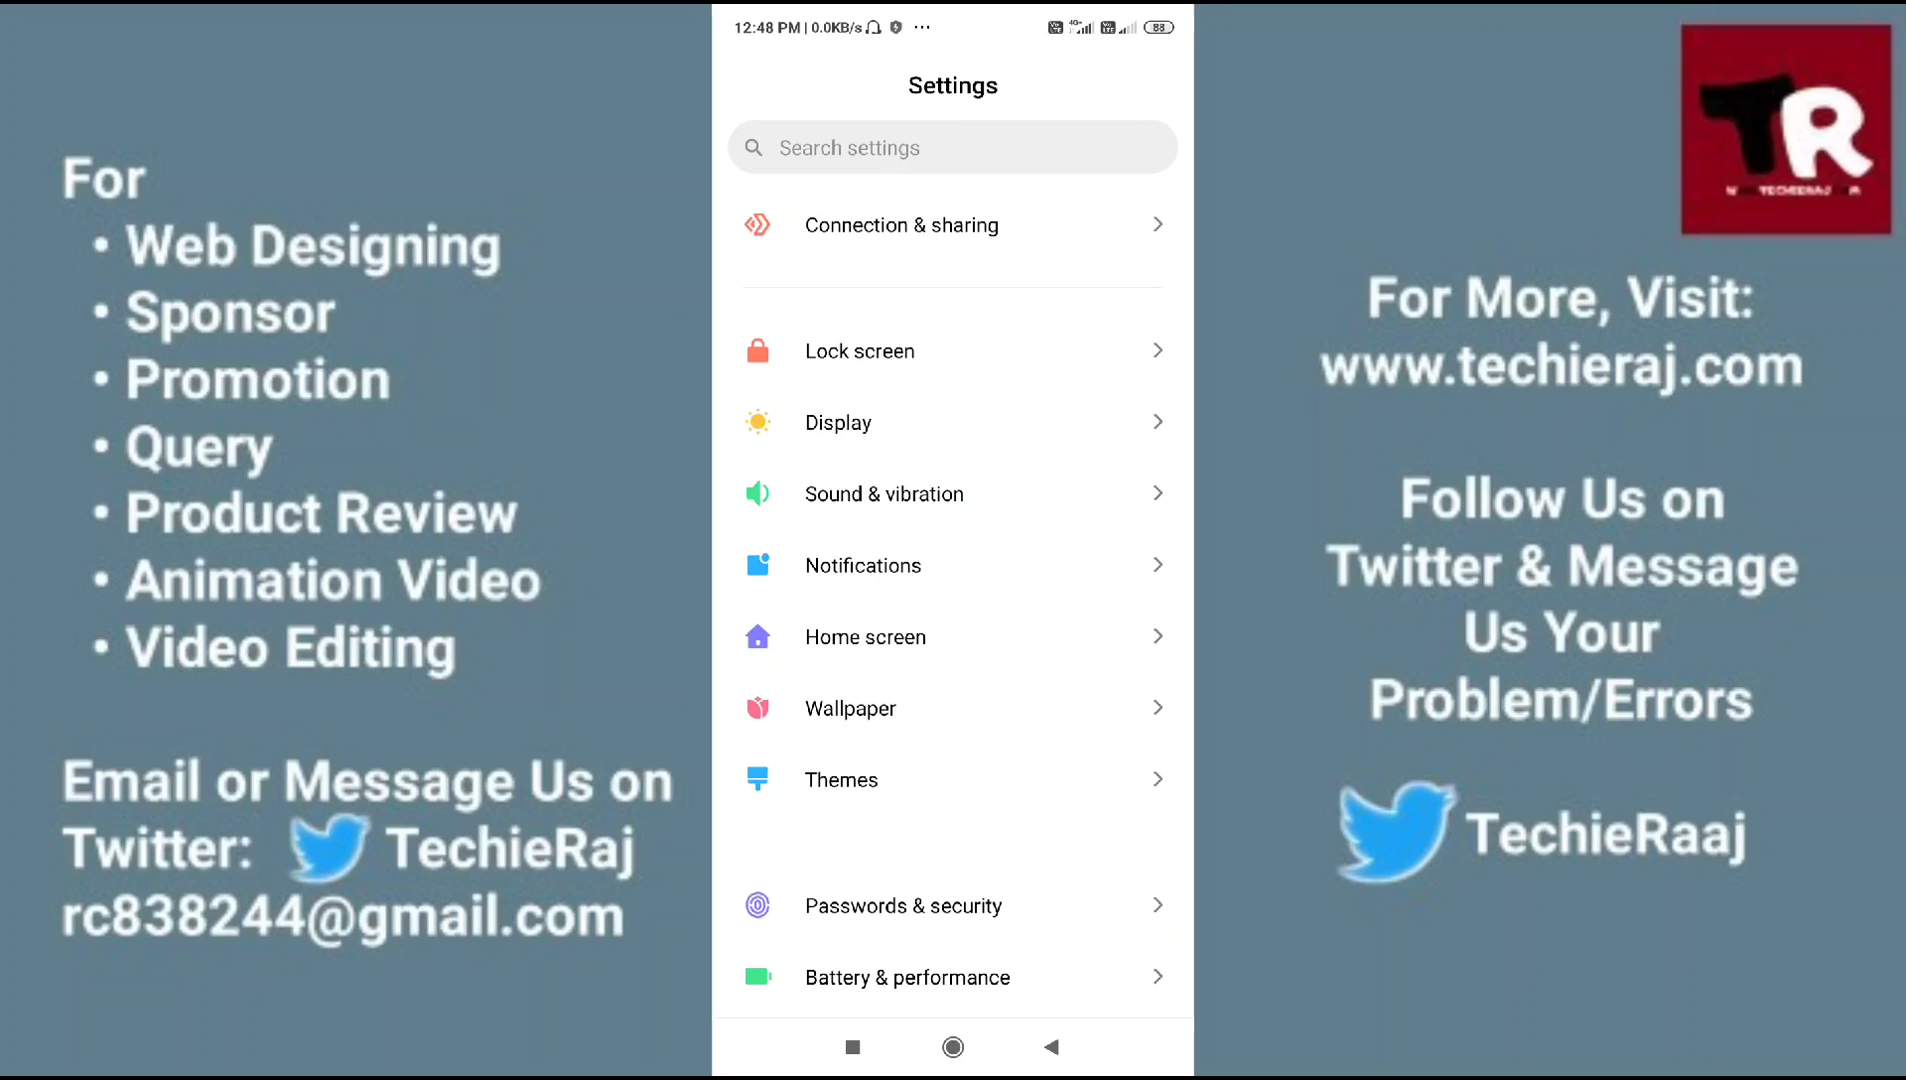 For
• Web Designing
• Sponsor
• Promotion
• Query
• Product Review
• Animation Video
• Video Editing
Email or Message Us on
Twitter: TechieRaj
rc838244@gmail.com
12:48 PM | 0.0KB/s ...
4G+ 88
Settings
Search settings
Connection & sharing
Lock screen
Display
Sound & vibration
Notifications
Home screen
Wallpaper
Themes
Passwords & security
Battery & performance
TR
For More, Visit:
www.techieraj.com
Follow Us on
Twitter & Message
Us Your
Problem/Errors
TechieRaaj